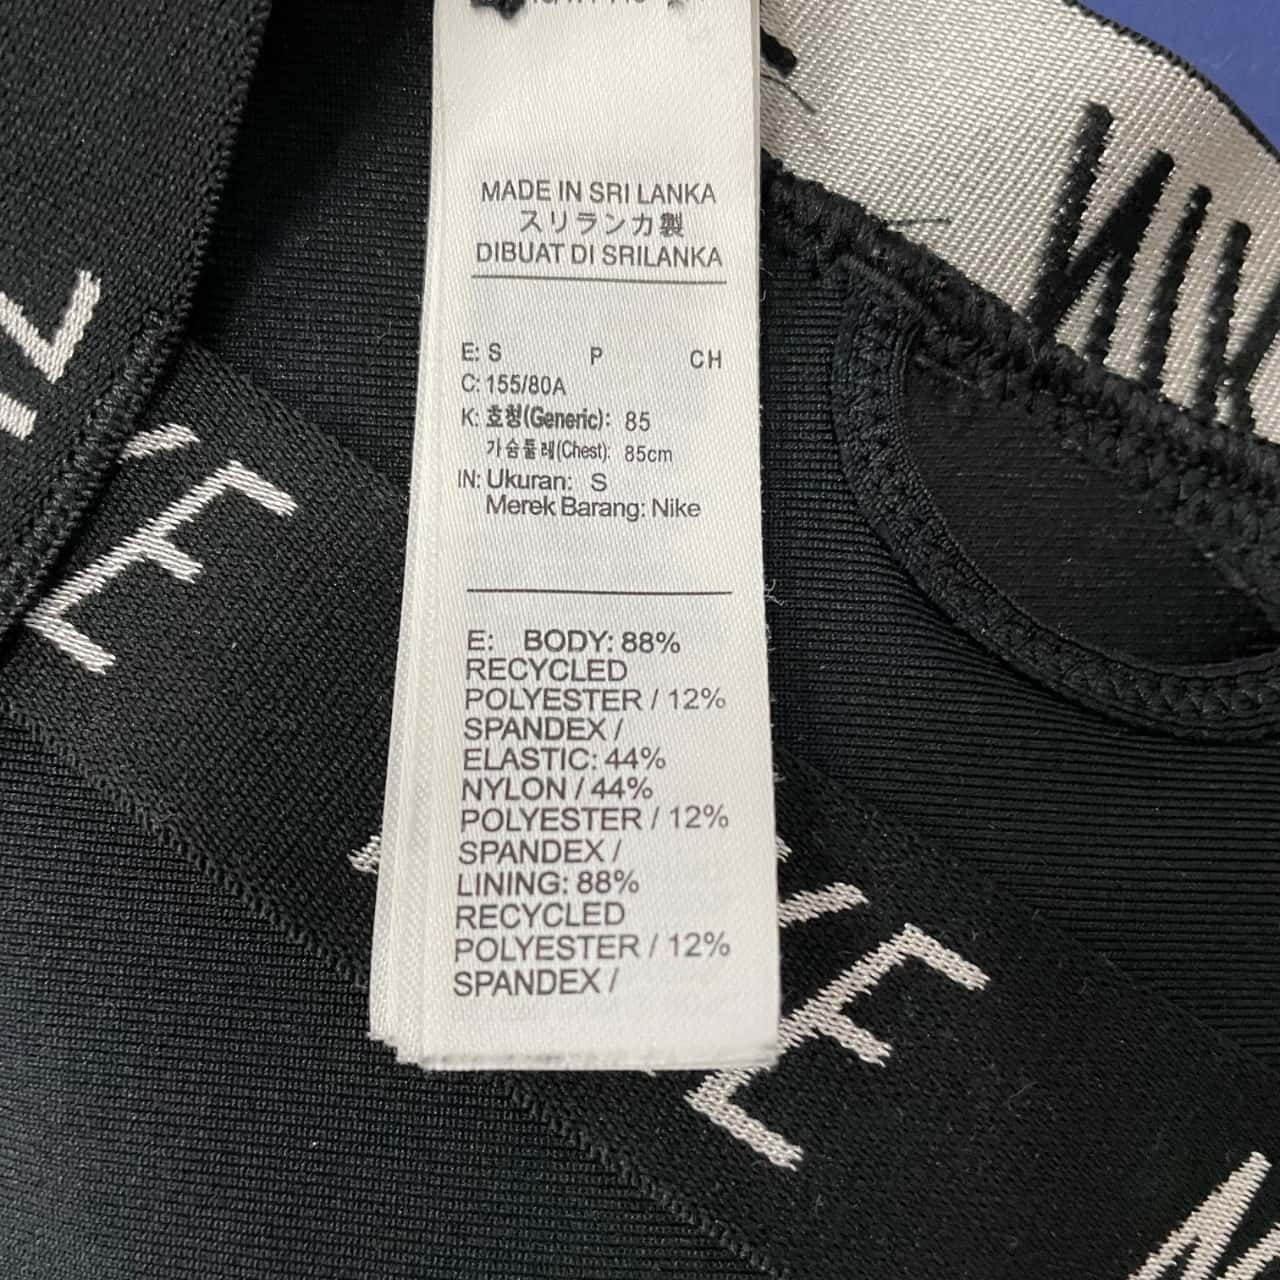 MADE IN SRI LANKA
スリランカ製
DIBUAT DI SRILANKA
E: S P CH
C: 155/80A
K: 호형(Generic): 85
가슴둘레(Chest): 85cm
IN: Ukuran: S
Merek Barang: Nike
E: BODY: 88%
RECYCLED
POLYESTER / 12%
SPANDEX /
ELASTIC: 44%
NYLON / 44%
POLYESTER / 12%
SPANDEX /
LINING: 88%
RECYCLED
POLYESTER / 12%
SPANDEX /